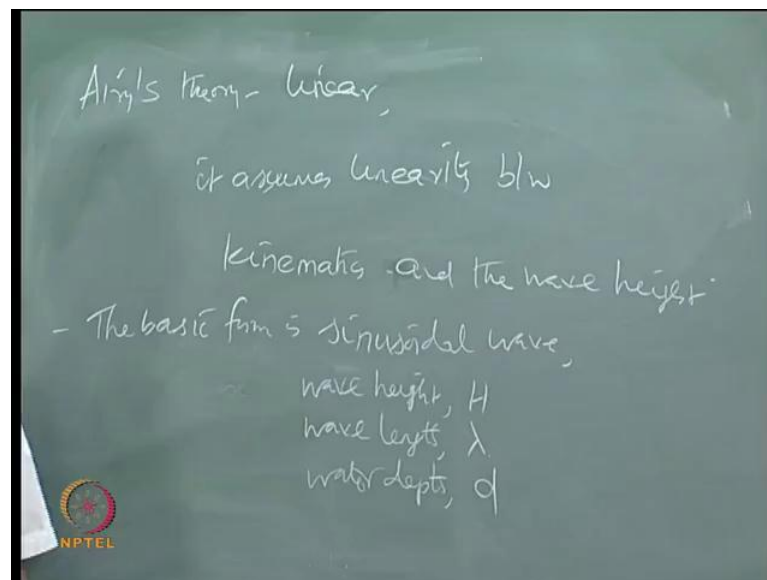 Airy's theory - linear,
it assumes linearity b/w
kinematics and the wave height
- The basic form is sinusoidal wave,
wave height, H
wave length, λ
water depth, d
NPTEL